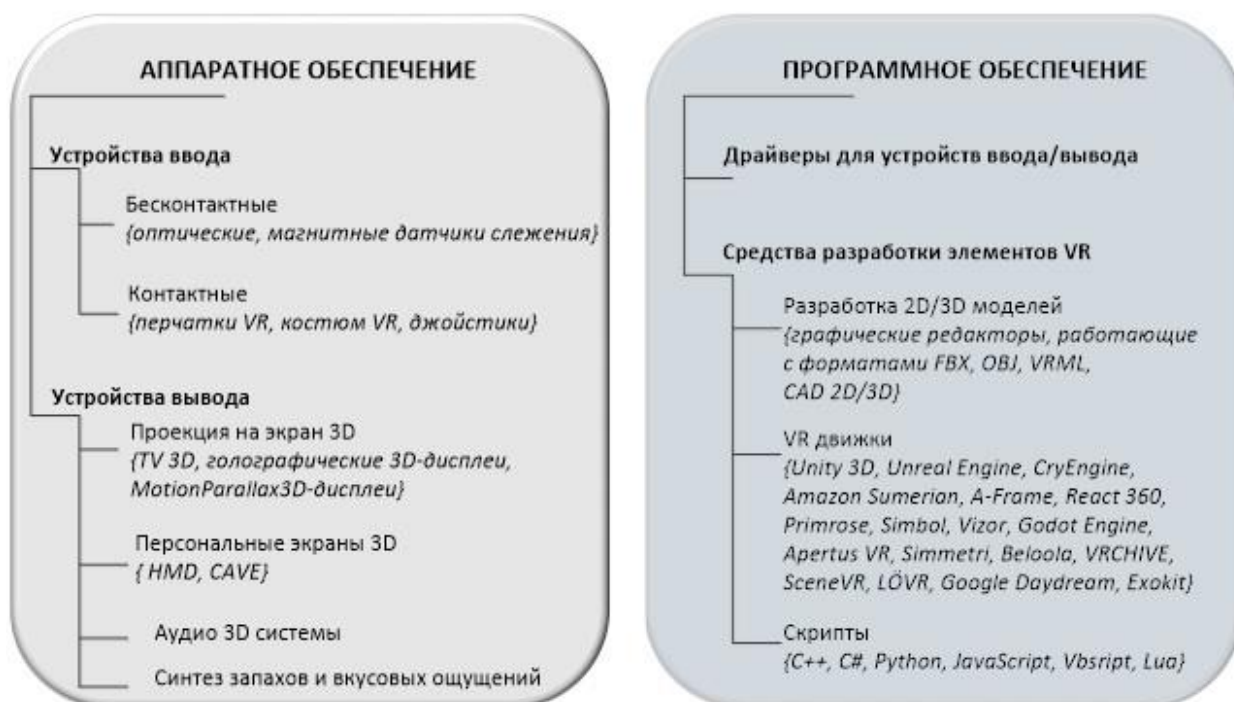 АППАРАТНОЕ ОБЕСПЕЧЕНИЕ
Устройства ввода
Бесконтактные
{оптические, магнитные датчики слежения}
Контактные
{перчатки VR, костюм VR, джойстики}
Устройства вывода
Проекция на экран 3D
{TV 3D, голографические 3D-дисплеи,
MotionParallax3D-дисплеи}
Персональные экраны 3D
{ HMD, CAVE}
Аудио 3D системы
Синтез запахов и вкусовых ощущений
ПРОГРАММНОЕ ОБЕСПЕЧЕНИЕ
Драйверы для устройств ввода/вывода
Средства разработки элементов VR
Разработка 2D/3D моделей
{графические редакторы, работающие
с форматами FBX, OBJ, VRML,
CAD 2D/3D}
VR движки
{Unity 3D, Unreal Engine, CryEngine,
Amazon Sumerian, A-Frame, React 360,
Primrose, Simbol, Vizor, Godot Engine,
Apertus VR, Simmetri, Beloola, VRCHIVE,
SceneVR, LÖVR, Google Daydream, Exokit}
Скрипты
{C++, C#, Python, JavaScript, Vbsript, Lua}